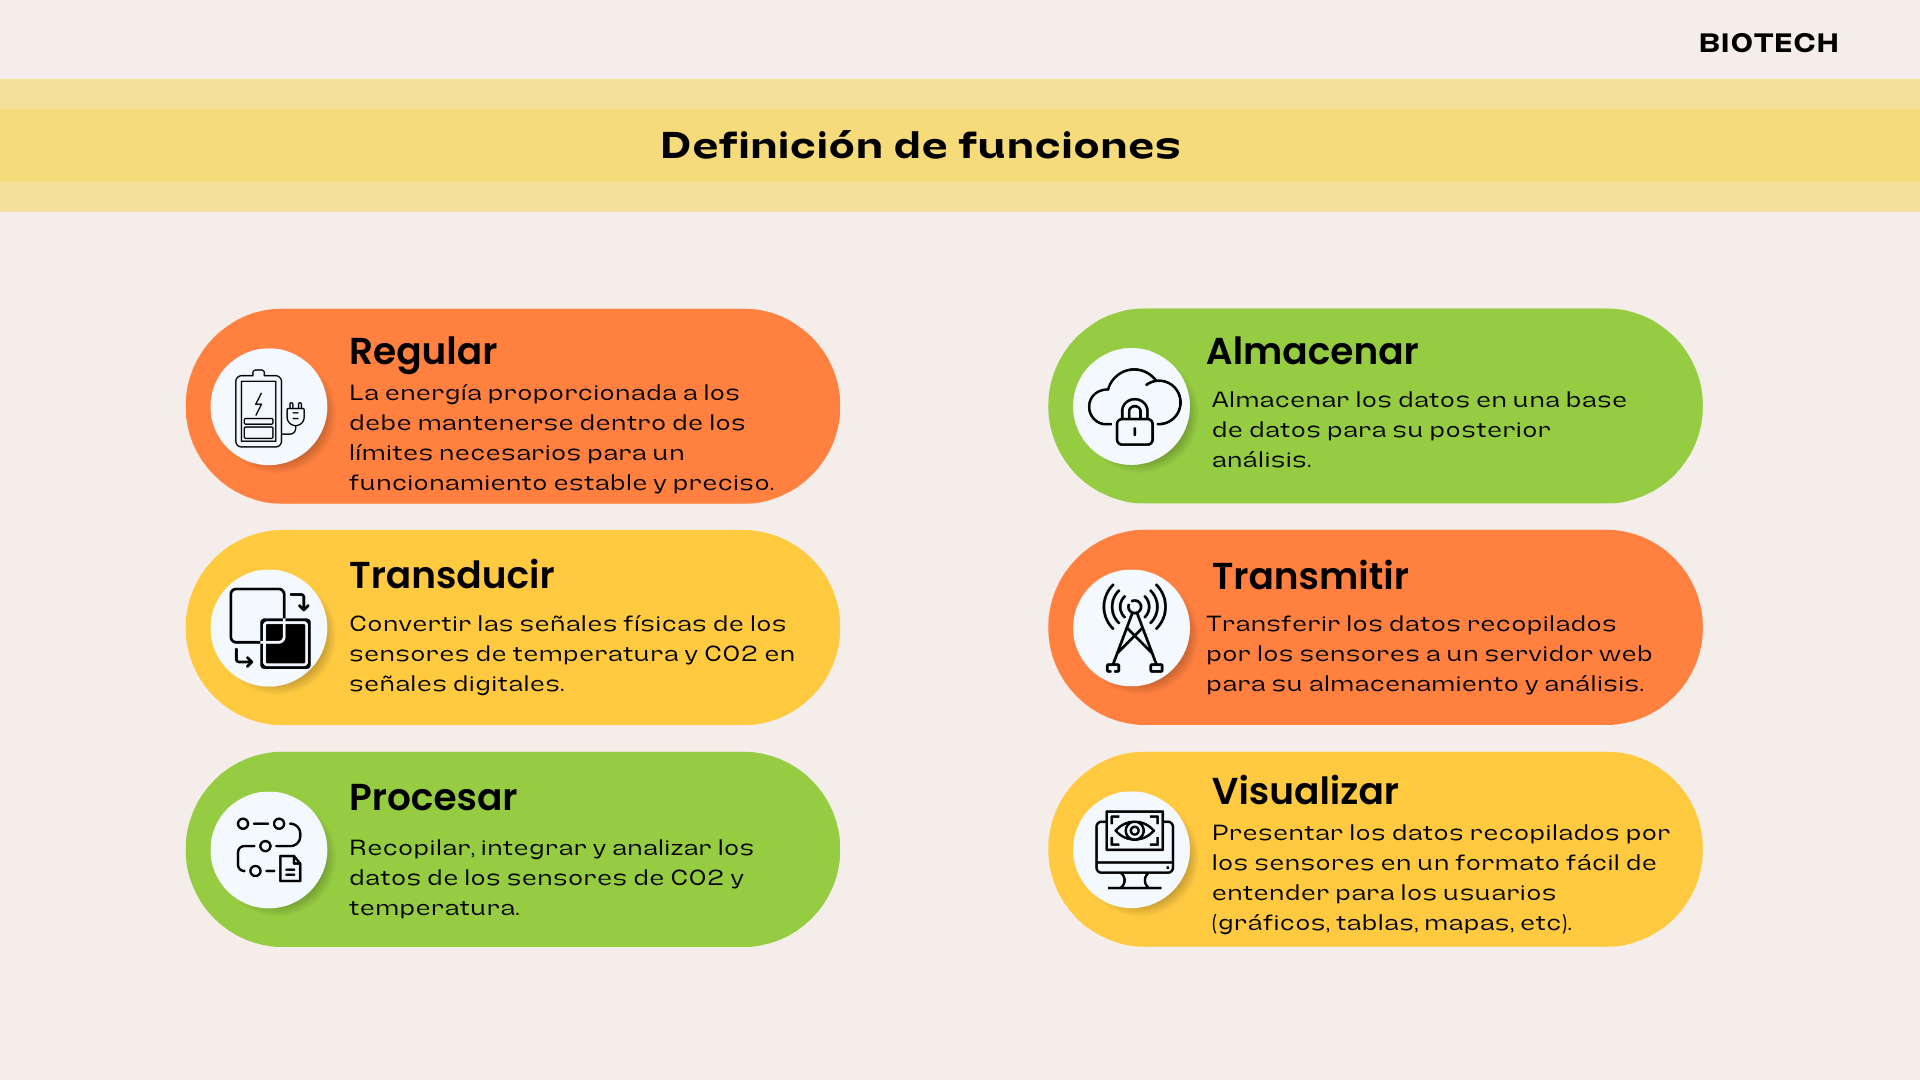 BIOTECH
Definición de funciones
Regular
La energía proporcionada a los
debe mantenerse dentro de los
límites necesarios para un
funcionamiento estable y preciso.
Transducir
Convertir las señales físicas de los
sensores de temperatura y CO2 en
señales digitales.
Procesar
Recopilar, integrar y analizar los
datos de los sensores de CO2 y
temperatura.
Almacenar
Almacenar los datos en una base
de datos para su posterior
análisis.
Transmitir
Transferir los datos recopilados
por los sensores a un servidor web
para su almacenamiento y análisis.
Visualizar
Presentar los datos recopilados por
los sensores en un formato fácil de
entender para los usuarios
(gráficos, tablas, mapas, etc).